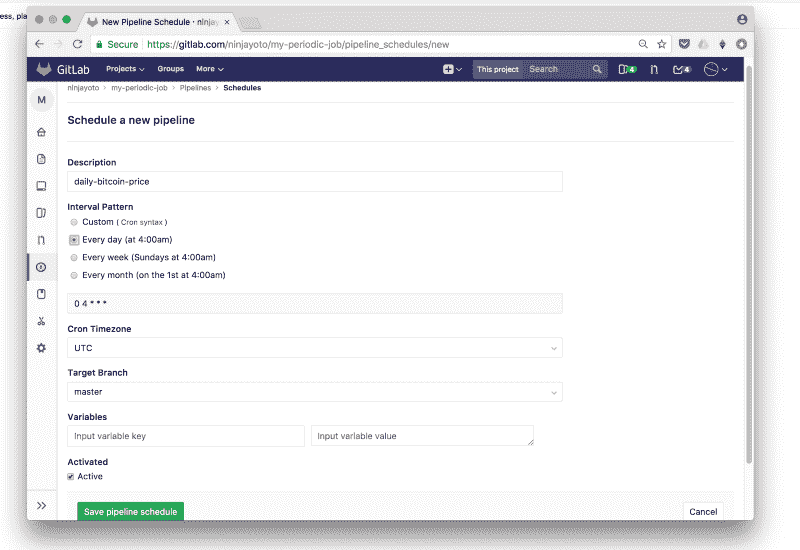 ess, pla
New Pipeline Schedule · ninjay
Secure https://gitlab.com/ninjayoto/my-periodic-job/pipeline_schedules/new
GitLab Projects Groups More This project Search 4 4
ninjayoto › my-periodic-job › Pipelines › Schedules
M
Schedule a new pipeline
Description
daily-bitcoin-price
Interval Pattern
Custom ( Cron syntax )
Every day (at 4:00am)
Every week (Sundays at 4:00am)
Every month (on the 1st at 4:00am)
0 4 * * *
Cron Timezone
UTC
Target Branch
master
Variables
Input variable key Input variable value
Activated
Active
Save pipeline schedule Cancel